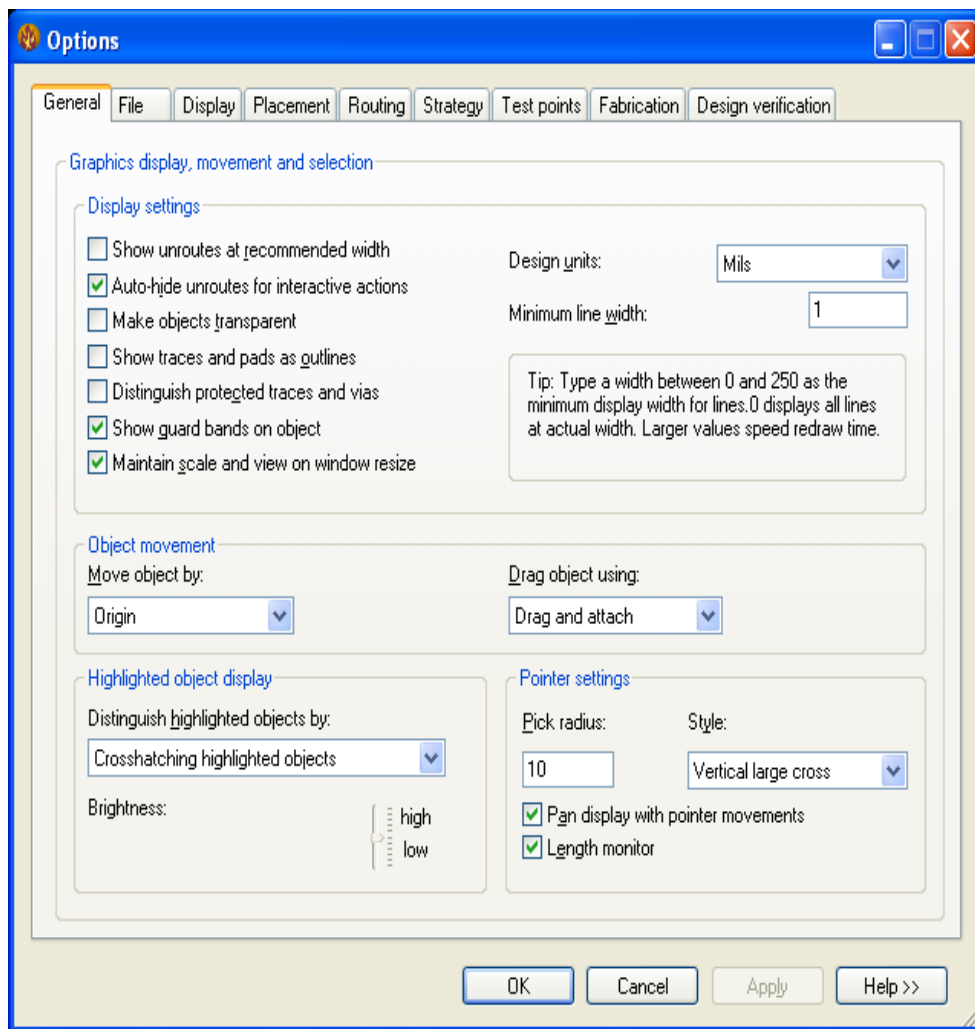 Options
General File Display Placement Routing Strategy Test points Fabrication Design verification
Graphics display, movement and selection
Display settings
Show unroutes at recommended width
Auto-hide unroutes for interactive actions
Make objects transparent
Show traces and pads as outlines
Distinguish protected traces and vias
Show guard bands on object
Maintain scale and view on window resize
Design units: Mils
Minimum line width: 1
Tip: Type a width between 0 and 250 as the
minimum display width for lines.0 displays all lines
at actual width. Larger values speed redraw time.
Object movement
Move object by:
Origin
Drag object using:
Drag and attach
Highlighted object display
Distinguish highlighted objects by:
Crosshatching highlighted objects
Brightness:
high
low
Pointer settings
Pick radius: Style:
10 Vertical large cross
Pan display with pointer movements
Length monitor
OK Cancel Apply Help >>